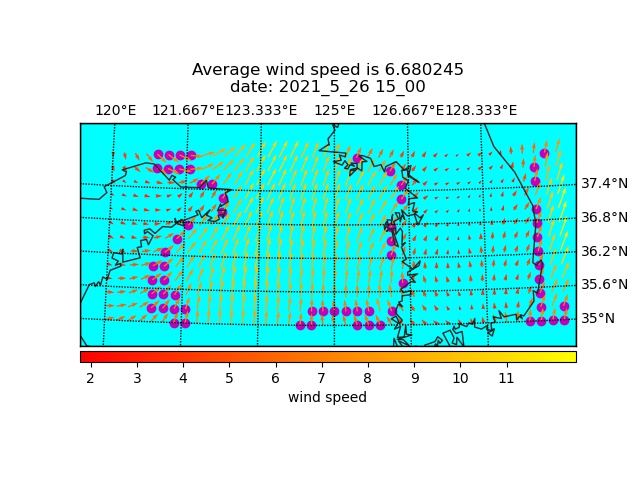 Average wind speed is 6.680245
date: 2021_5_26 15_00
120°E 121.667°E 123.333°E 125°E 126.667°E 128.333°E
37.4°N
36.8°N
36.2°N
35.6°N
35°N
2 3 4 5 6 7 8 9 10 11
wind speed